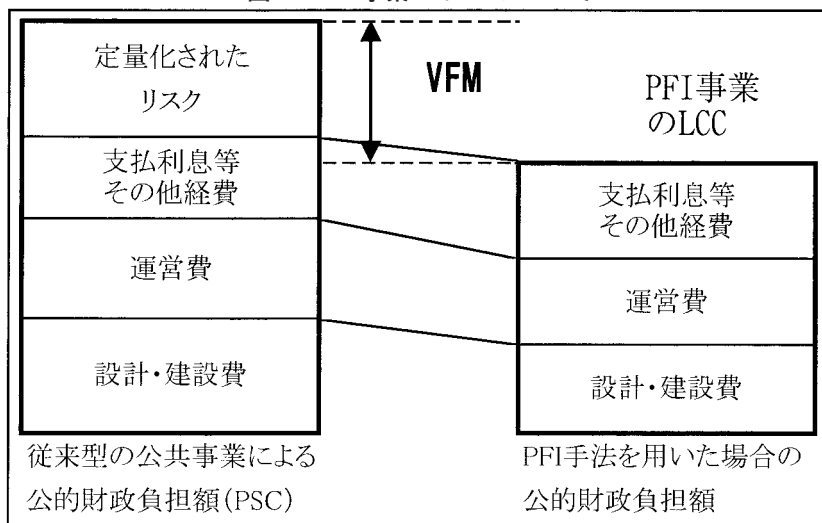 定量化された
リスク
支払利息等
その他経費
運営費
設計・建設費
従来型の公共事業による
公的財政負担額(PSC)
VFM
PFI事業
のLCC
支払利息等
その他経費
運営費
設計・建設費
PFI手法を用いた場合の
公的財政負担額